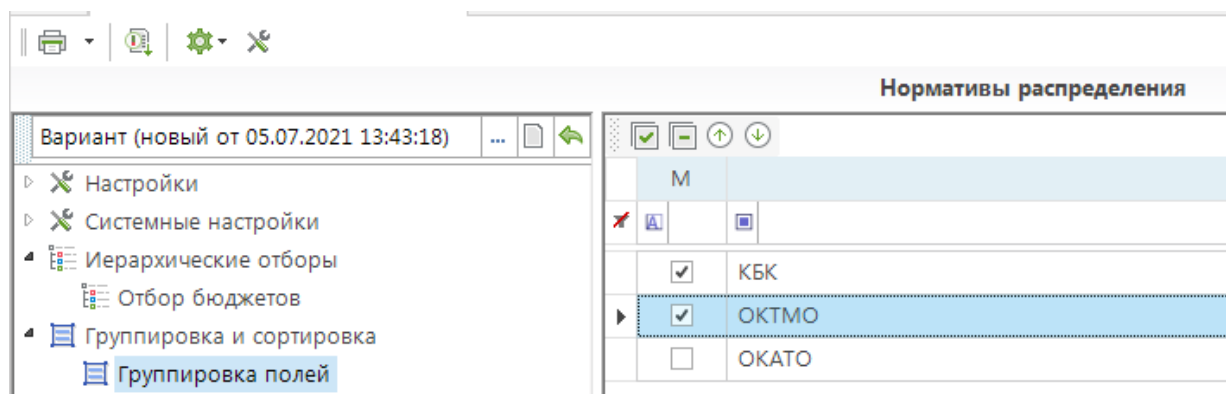 Нормативы распределения
Вариант (новый от 05.07.2021 13:43:18) ...
Настройки
Системные настройки
Иерархические отборы
Отбор бюджетов
Группировка и сортировка
Группировка полей
М
КБК
ОКТМО
ОКАТО